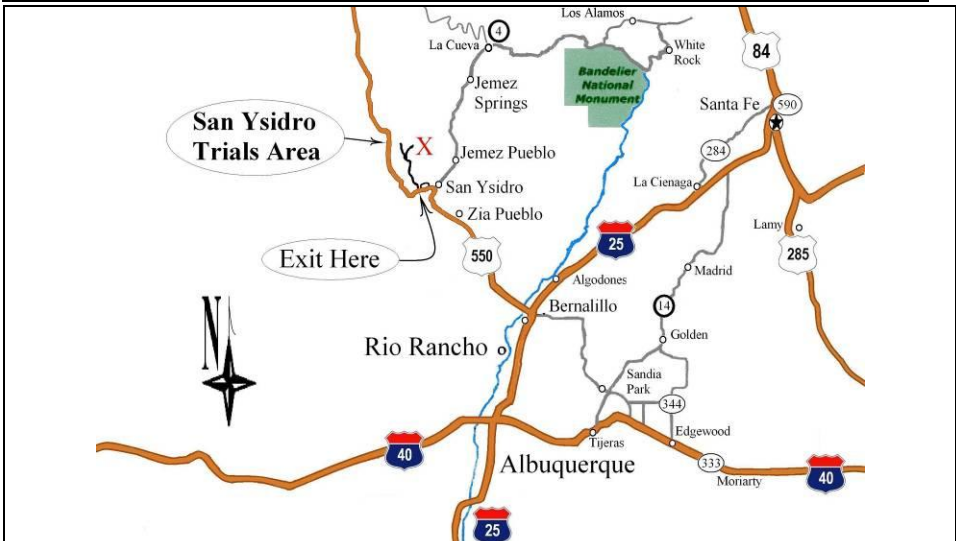 Los Alamos
4
La Cueva
White
Rock
84
Bandelier
National
Monument
Jemez
Springs
Santa Fe
590
San Ysidro
Trials Area
X
284
Jemez Pueblo
La Cienaga
San Ysidro
Zia Pueblo
Lamy
25
Exit Here
550
285
Algodones
Madrid
N
Bernalillo
14
Rio Rancho
Golden
Sandia
Park
344
Edgewood
Tijeras
40
Albuquerque
333
Moriarty
40
25